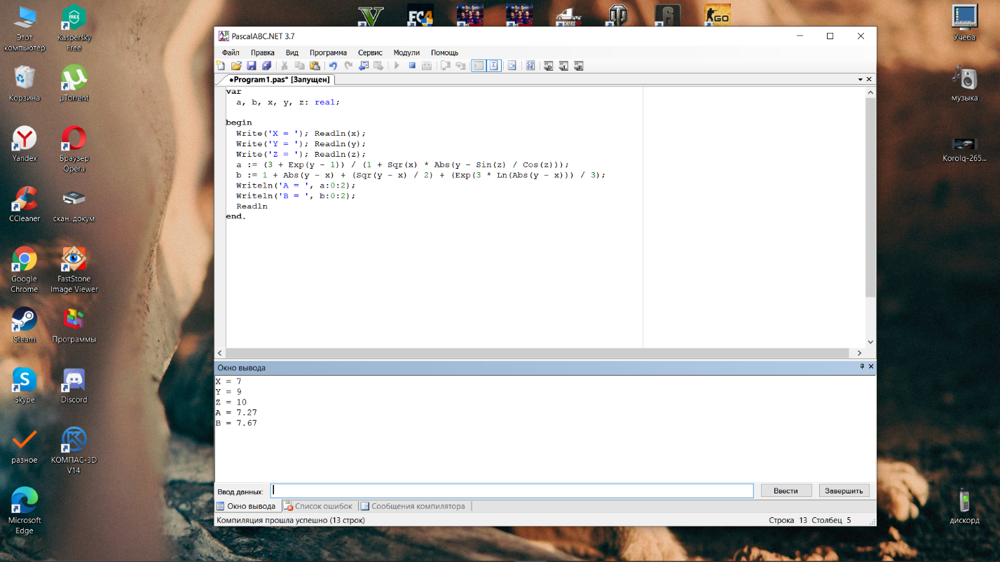 Этот
компьютер
Kaspersky
Free
V
FC4
6
GO
Учеба
Корзина
µTorrent
музыка
Yandex
Браузер
Opera
Korolq-265...
CCleaner
скан. докум
Google
Chrome
FastStone
Image Viewer
Steam
Программы
Skype
Discord
разное
КОМПАС-3D
V14
Microsoft
Edge
дискорд
PascalABC.NET 3.7
Файл Правка Вид Программа Сервис Модули Помощь
•Program1.pas* [Запущен]
var
a, b, x, y, z: real;
begin
Write('X = '); Readln(x);
Write('Y = '); Readln(y);
Write('Z = '); Readln(z);
a := (3 + Exp(y - 1)) / (1 + Sqr(x) * Abs(y - Sin(z) / Cos(z)));
b := 1 + Abs(y - x) + (Sqr(y - x) / 2) + (Exp(3 * Ln(Abs(y - x))) / 3);
Writeln('A = ', a:0:2);
Writeln('B = ', b:0:2);
Readln
end.
Окно вывода
X = 7
Y = 9
Z = 10
A = 7.27
B = 7.67
Ввод данных: Ввести Завершить
Окно вывода Список ошибок Сообщения компилятора
Компиляция прошла успешно (13 строк) Строка 13 Столбец 5